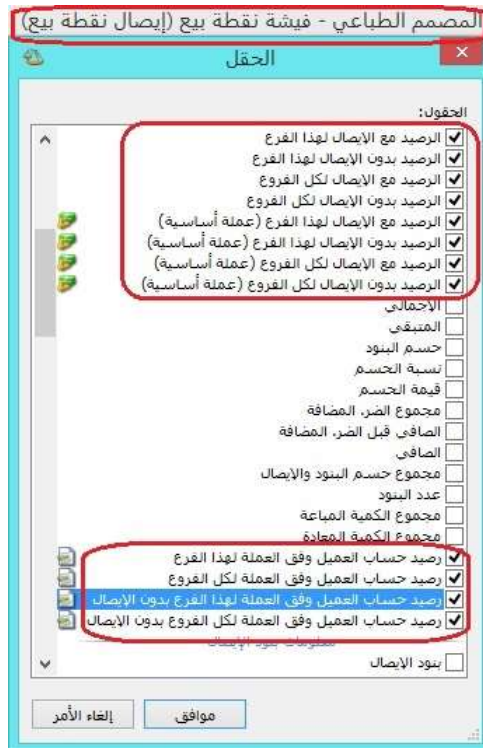 المصمم الطباعي - فيشة نقطة بيع (إيصال نقطة بيع)
الحقل
الحقول:
الرصيد مع الإيصال لهذا الفرع
الرصيد بدون الإيصال لهذا الفرع
الرصيد مع الإيصال لكل الفروع
الرصيد بدون الإيصال لكل الفروع
الرصيد مع الإيصال لهذا الفرع (عملة أساسية)
الرصيد بدون الإيصال لهذا الفرع (عملة أساسية)
الرصيد مع الإيصال لكل الفروع (عملة أساسية)
الرصيد بدون الإيصال لكل الفروع (عملة أساسية)
الإجمالي
المتبقي
حسم البنود
نسبة الحسم
قيمة الحسم
مجموع الضر. المضافة
الصافي قبل الضر. المضافة
الصافي
مجموع حسم البنود والإيصال
عدد البنود
مجموع الكمية المباعة
مجموع الكمية المعادة
رصيد حساب العميل وفق العملة لهذا الفرع
رصيد حساب العميل وفق العملة لكل الفروع
رصيد حساب العميل وفق العملة لهذا الفرع بدون الإيصال
رصيد حساب العميل وفق العملة لكل الفروع بدون الإيصال
معلومات بنود الإيصال
بنود الإيصال
موافق
إلغاء الأمر